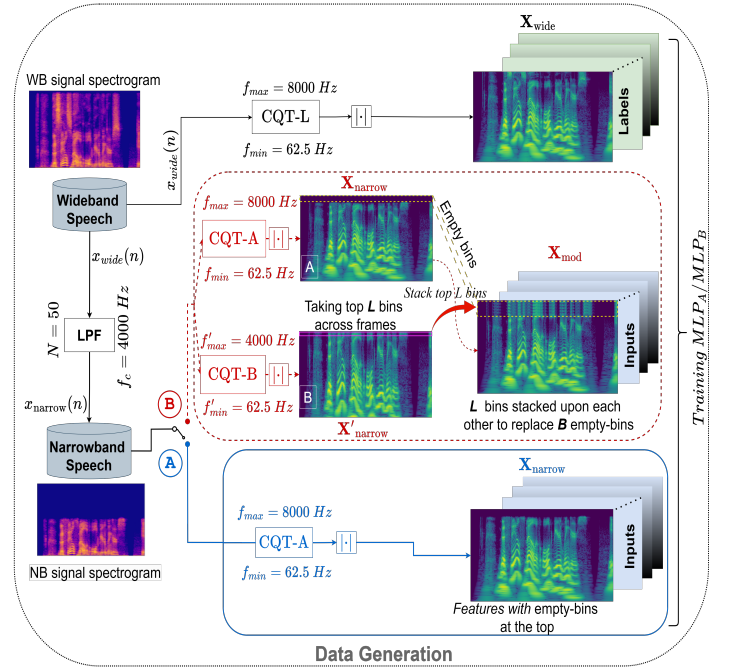 X_wide
WB signal spectrogram
f_max = 8000 Hz
CQT-L
|·|
f_min = 62.5 Hz
x_wide(n)
Labels
Wideband
Speech
X_narrow
f_max = 8000 Hz
CQT-A
|·|
f_min = 62.5 Hz
A
Empty bins
X_mod
x_wide(n)
Taking top L bins
across frames
Stack top L bins
Inputs
N = 50
LPF
f_c = 4000 Hz
f'_max = 4000 Hz
CQT-B
|·|
f'_min = 62.5 Hz
B
X'_narrow
L bins stacked upon each
other to replace B empty-bins
x_narrow(n)
B
Narrowband
Speech
A
X_narrow
f_max = 8000 Hz
CQT-A
|·|
f_min = 62.5 Hz
Inputs
NB signal spectrogram
Features with empty-bins
at the top
Training MLP_A/MLP_B
Data Generation